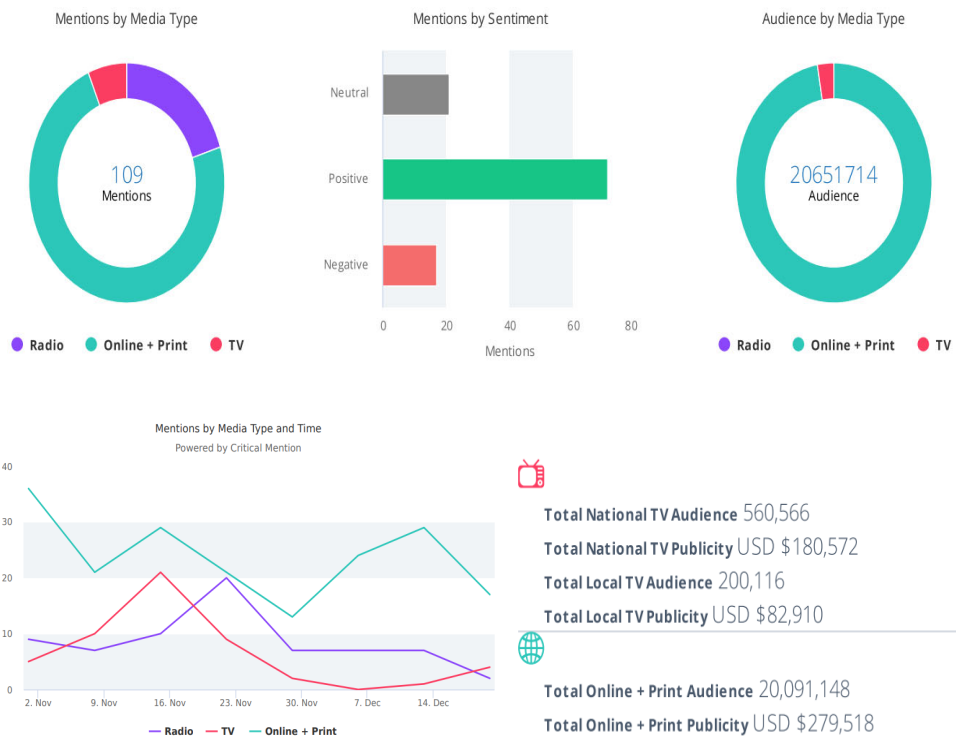 Mentions by Media Type
109
Mentions
Radio
Online + Print
TV
Mentions by Sentiment
Neutral
Positive
Negative
0 20 40 60 80
Mentions
Audience by Media Type
20651714
Audience
Radio
Online + Print
TV
Mentions by Media Type and Time
Powered by Critical Mention
40
30
20
10
0
2. Nov 9. Nov 16. Nov 23. Nov 30. Nov 7. Dec 14. Dec
Radio TV Online + Print
Total National TV Audience 560,566
Total National TV Publicity USD $180,572
Total Local TV Audience 200,116
Total Local TV Publicity USD $82,910
Total Online + Print Audience 20,091,148
Total Online + Print Publicity USD $279,518